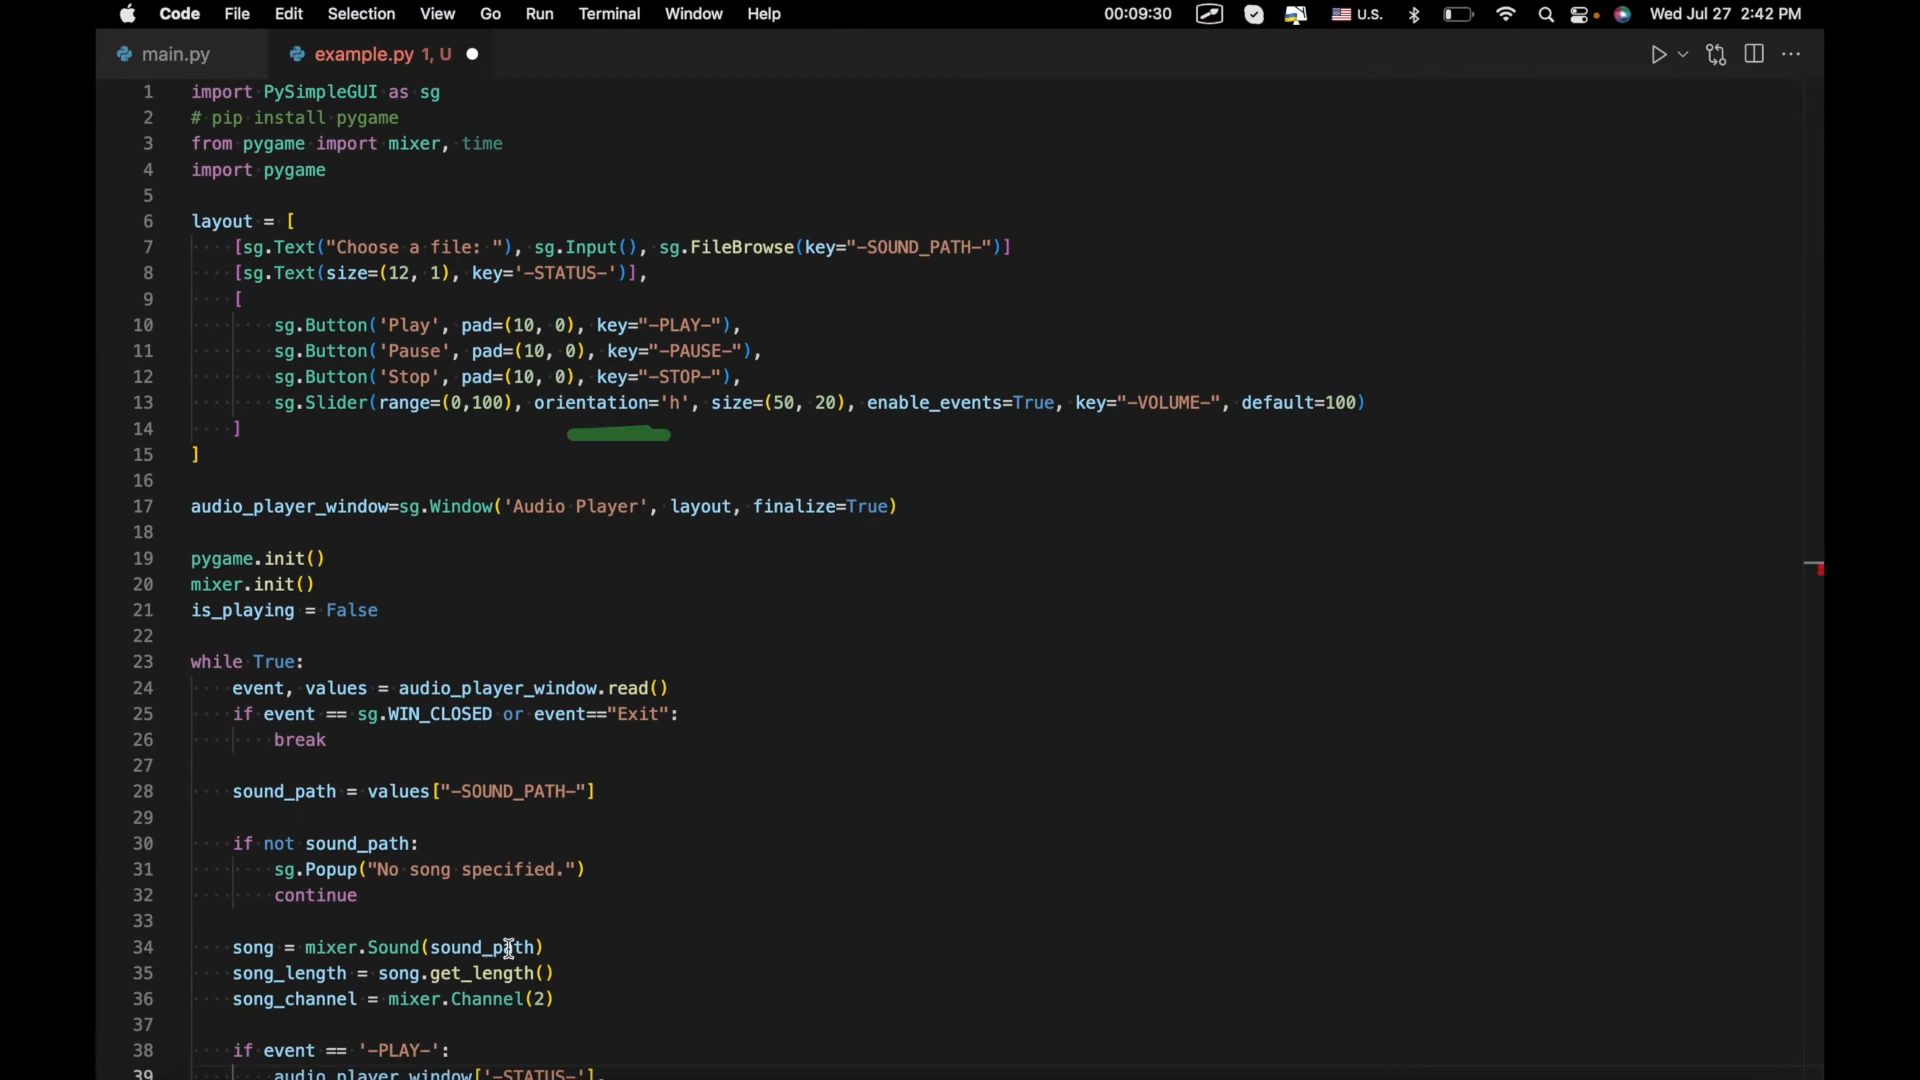 Code File Edit Selection View Go Run Terminal Window Help 00:09:30 U.S. Wed Jul 27 2:42 PM
main.py example.py 1, U
1 import PySimpleGUI as sg
2 # pip install pygame
3 from pygame import mixer, time
4 import pygame
5
6 layout = [
7 [sg.Text("Choose a file: "), sg.Input(), sg.FileBrowse(key="-SOUND_PATH-")]
8 [sg.Text(size=(12, 1), key='-STATUS-')],
9 [
10 sg.Button('Play', pad=(10, 0), key="-PLAY-"),
11 sg.Button('Pause', pad=(10, 0), key="-PAUSE-"),
12 sg.Button('Stop', pad=(10, 0), key="-STOP-"),
13 sg.Slider(range=(0,100), orientation='h', size=(50, 20), enable_events=True, key="-VOLUME-", default=100)
14 ]
15 ]
16
17 audio_player_window=sg.Window('Audio Player', layout, finalize=True)
18
19 pygame.init()
20 mixer.init()
21 is_playing = False
22
23 while True:
24 event, values = audio_player_window.read()
25 if event == sg.WIN_CLOSED or event=="Exit":
26 break
27
28 sound_path = values["-SOUND_PATH-"]
29
30 if not sound_path:
31 sg.Popup("No song specified.")
32 continue
33
34 song = mixer.Sound(sound_path)
35 song_length = song.get_length()
36 song_channel = mixer.Channel(2)
37
38 if event == '-PLAY-':
39 audio_player_window['-STATUS-'].